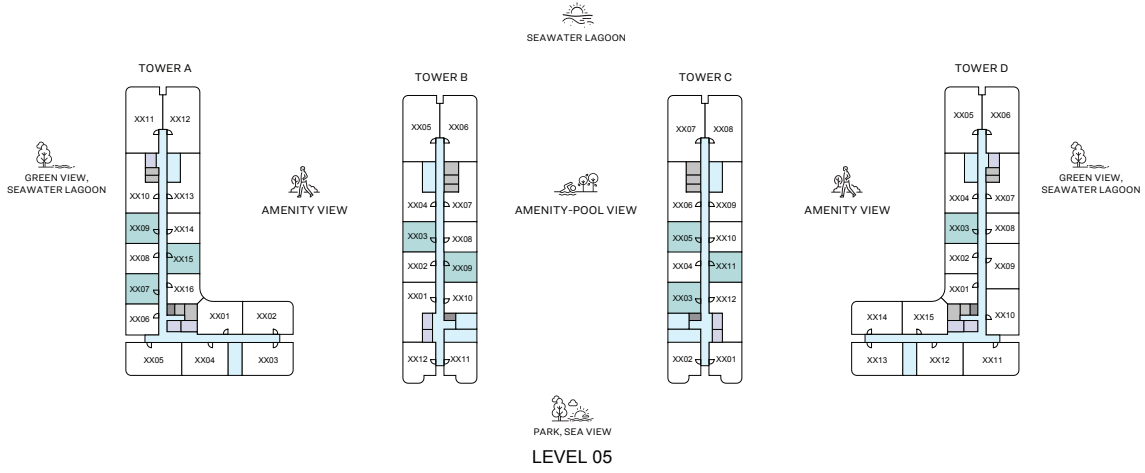 SEAWATER LAGOON
TOWER A
TOWER B
TOWER C
TOWER D
XX11 XX12
XX05 XX06
XX07 XX08
XX05 XX06
GREEN VIEW,
SEAWATER LAGOON
AMENITY VIEW
AMENITY-POOL VIEW
AMENITY VIEW
GREEN VIEW,
SEAWATER LAGOON
XX10 XX13
XX04 XX07
XX06 XX09
XX04 XX07
XX09 XX14
XX03 XX08
XX05 XX10
XX03 XX08
XX08 XX15
XX02 XX09
XX04 XX11
XX02 XX09
XX07 XX16
XX01 XX10
XX03 XX12
XX01
XX06 XX01 XX02
XX14 XX15 XX10
XX05 XX04 XX03
XX12 XX11
XX02 XX01
XX13 XX12 XX11
PARK, SEA VIEW
LEVEL 05